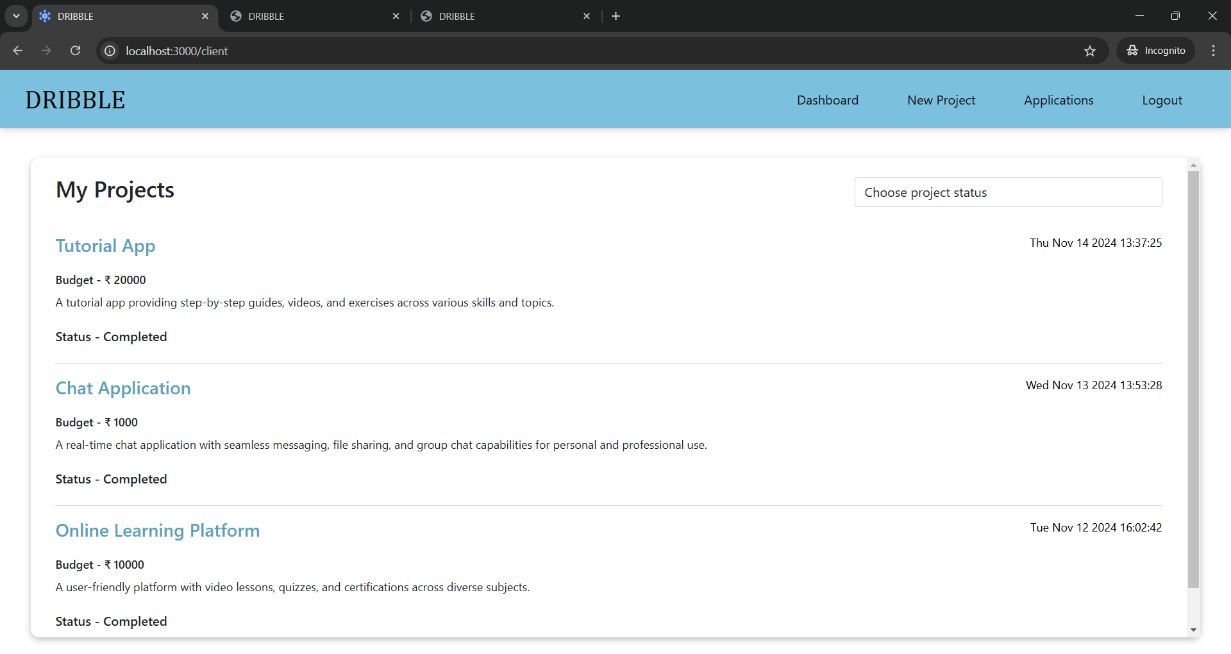 DRIBBLE
DRIBBLE
DRIBBLE
localhost:3000/client
Incognito
DRIBBLE
Dashboard
New Project
Applications
Logout
My Projects
Choose project status
Tutorial App
Thu Nov 14 2024 13:37:25
Budget - ₹ 20000
A tutorial app providing step-by-step guides, videos, and exercises across various skills and topics.
Status - Completed
Chat Application
Wed Nov 13 2024 13:53:28
Budget - ₹ 1000
A real-time chat application with seamless messaging, file sharing, and group chat capabilities for personal and professional use.
Status - Completed
Online Learning Platform
Tue Nov 12 2024 16:02:42
Budget - ₹ 10000
A user-friendly platform with video lessons, quizzes, and certifications across diverse subjects.
Status - Completed